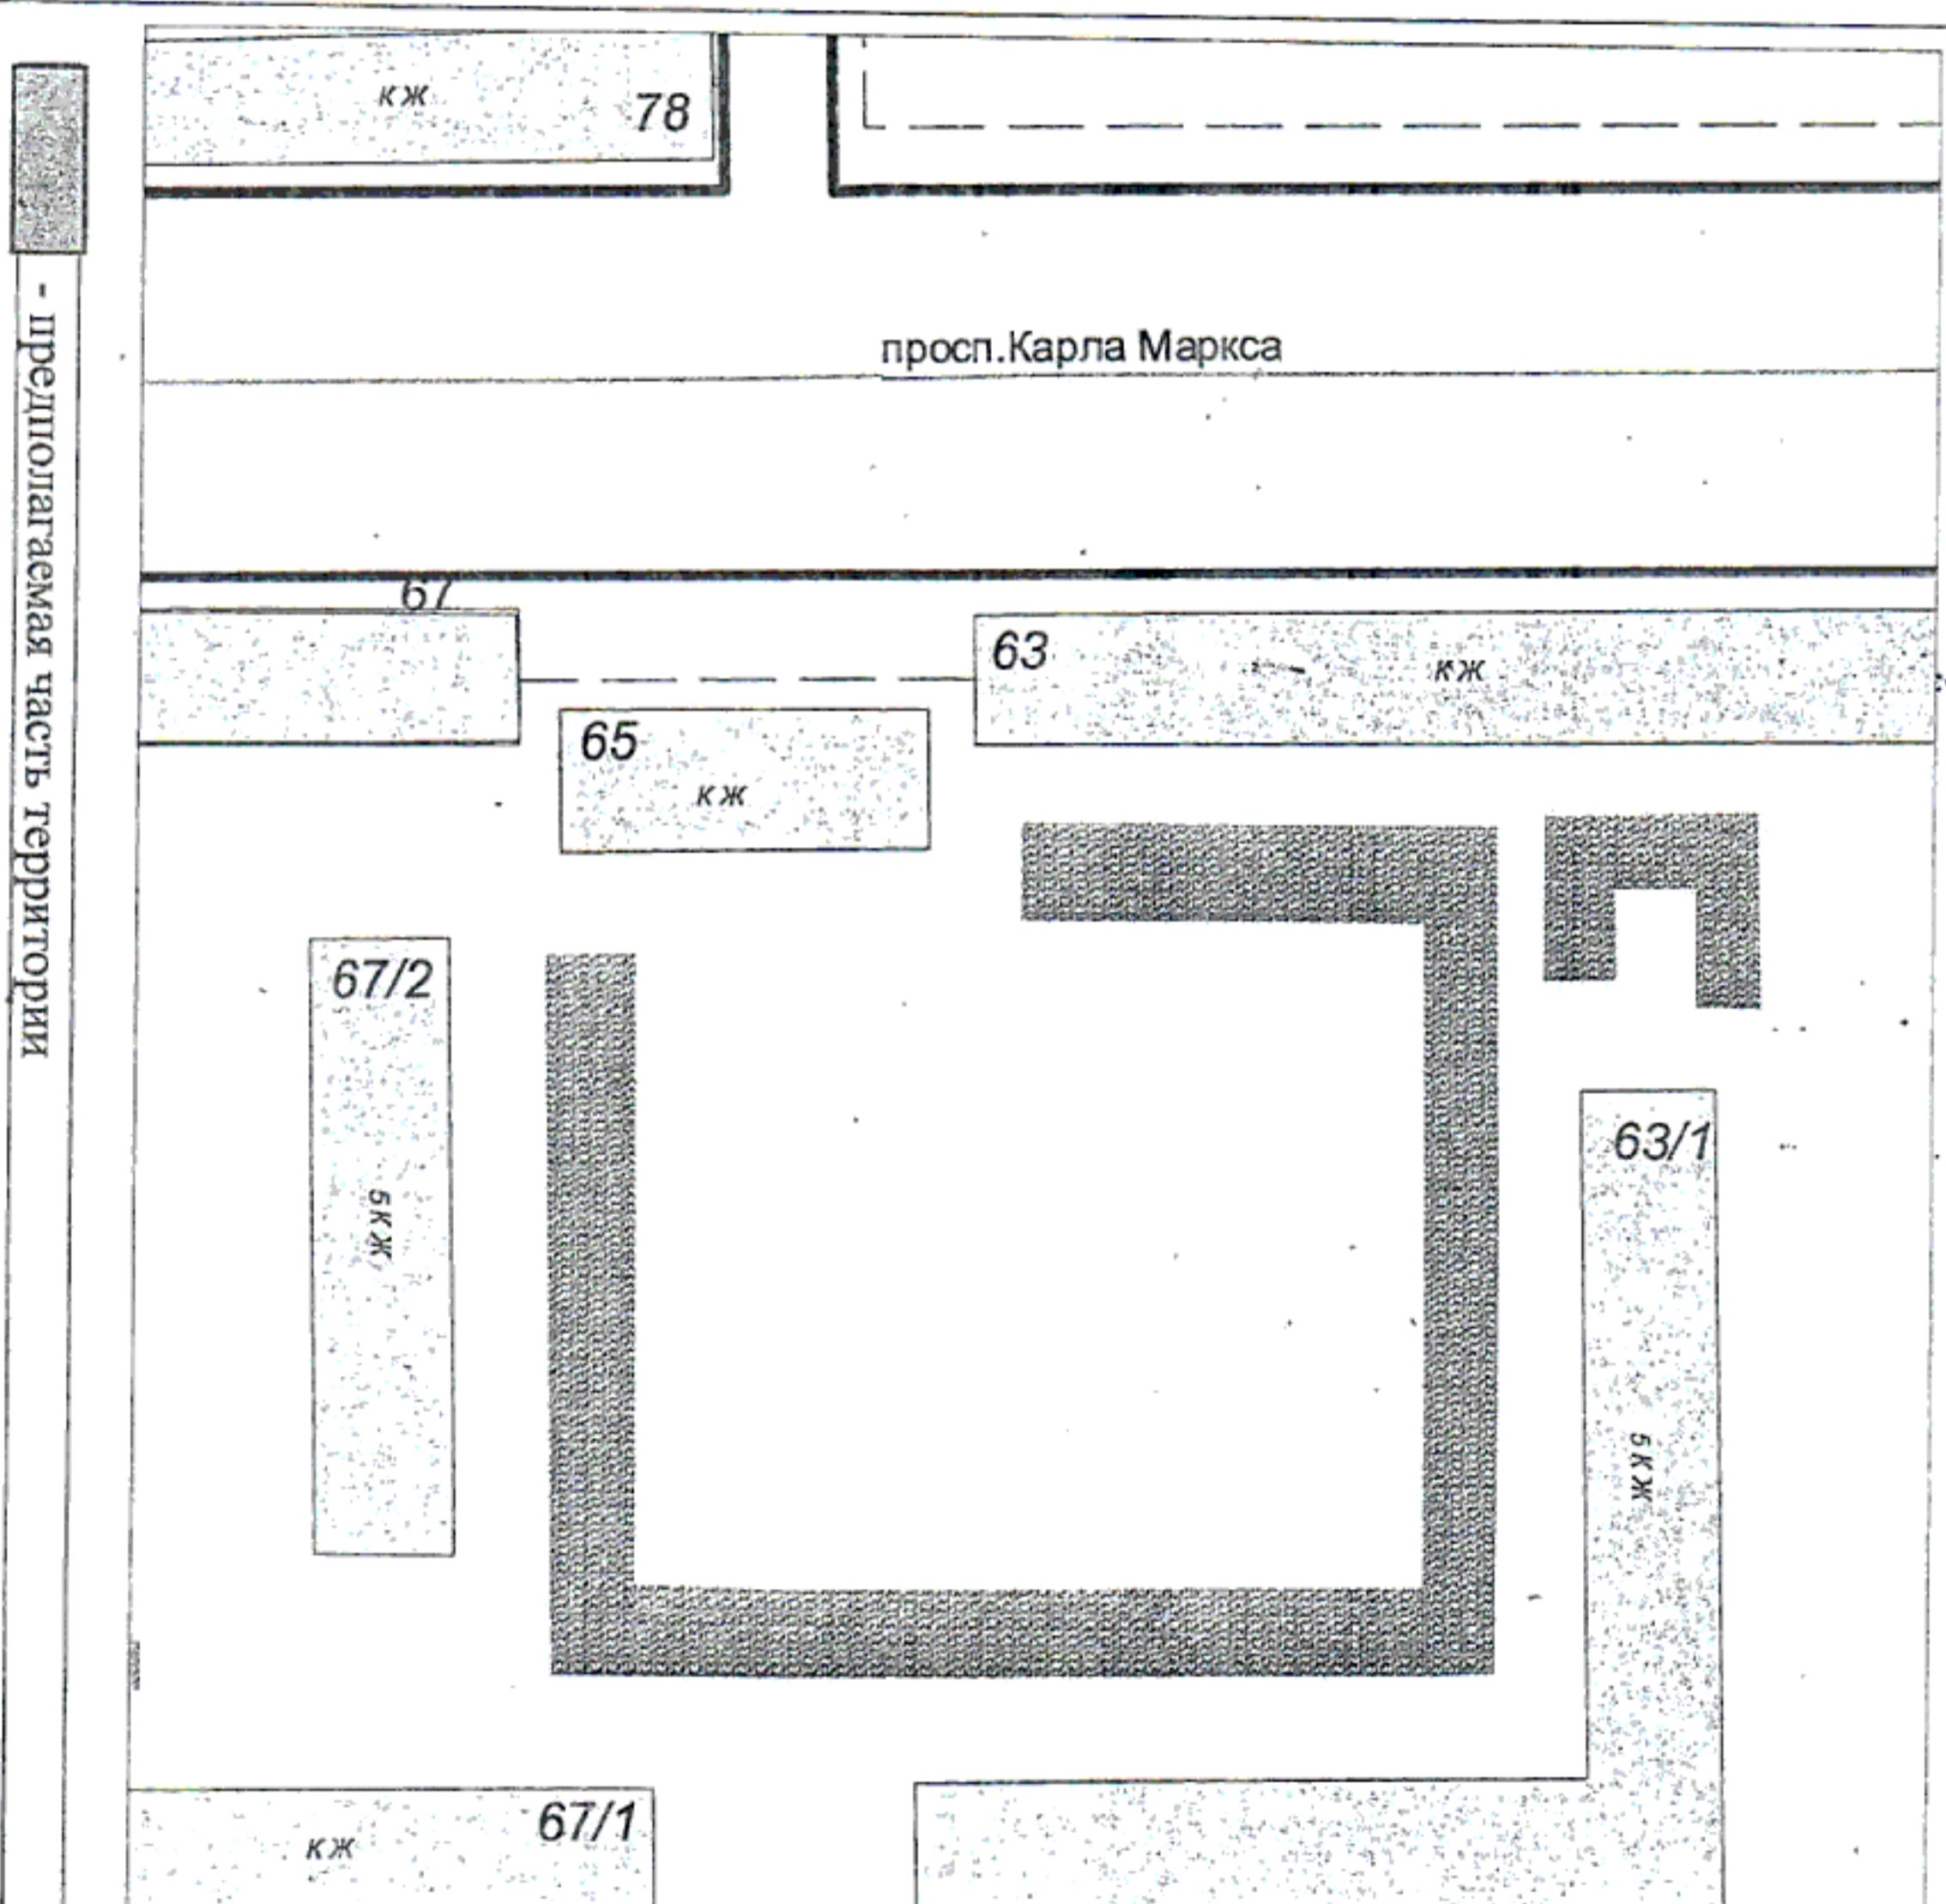 кж
78
- предполагаемая часть территории
просп.Карла Маркса
67
63
кж
65
кж
67/2
5кж
63/1
5кж
67/1
кж